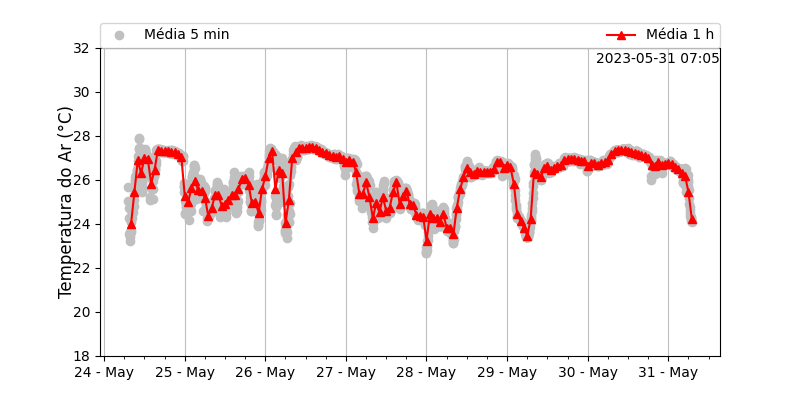 Média 5 min
Média 1 h
2023-05-31 07:05
Temperatura do Ar (°C)
32
30
28
26
24
22
20
18
24 - May
25 - May
26 - May
27 - May
28 - May
29 - May
30 - May
31 - May